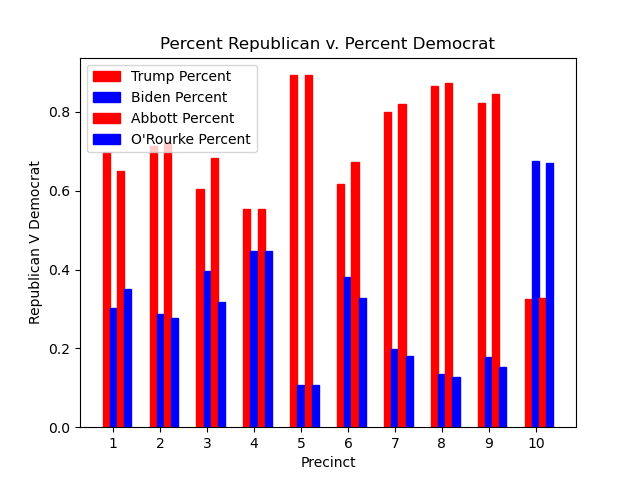 Percent Republican v. Percent Democrat
Trump Percent
Biden Percent
Abbott Percent
O'Rourke Percent
Republican V Democrat
0.8
0.6
0.4
0.2
0.0
1 2 3 4 5 6 7 8 9 10
Precinct